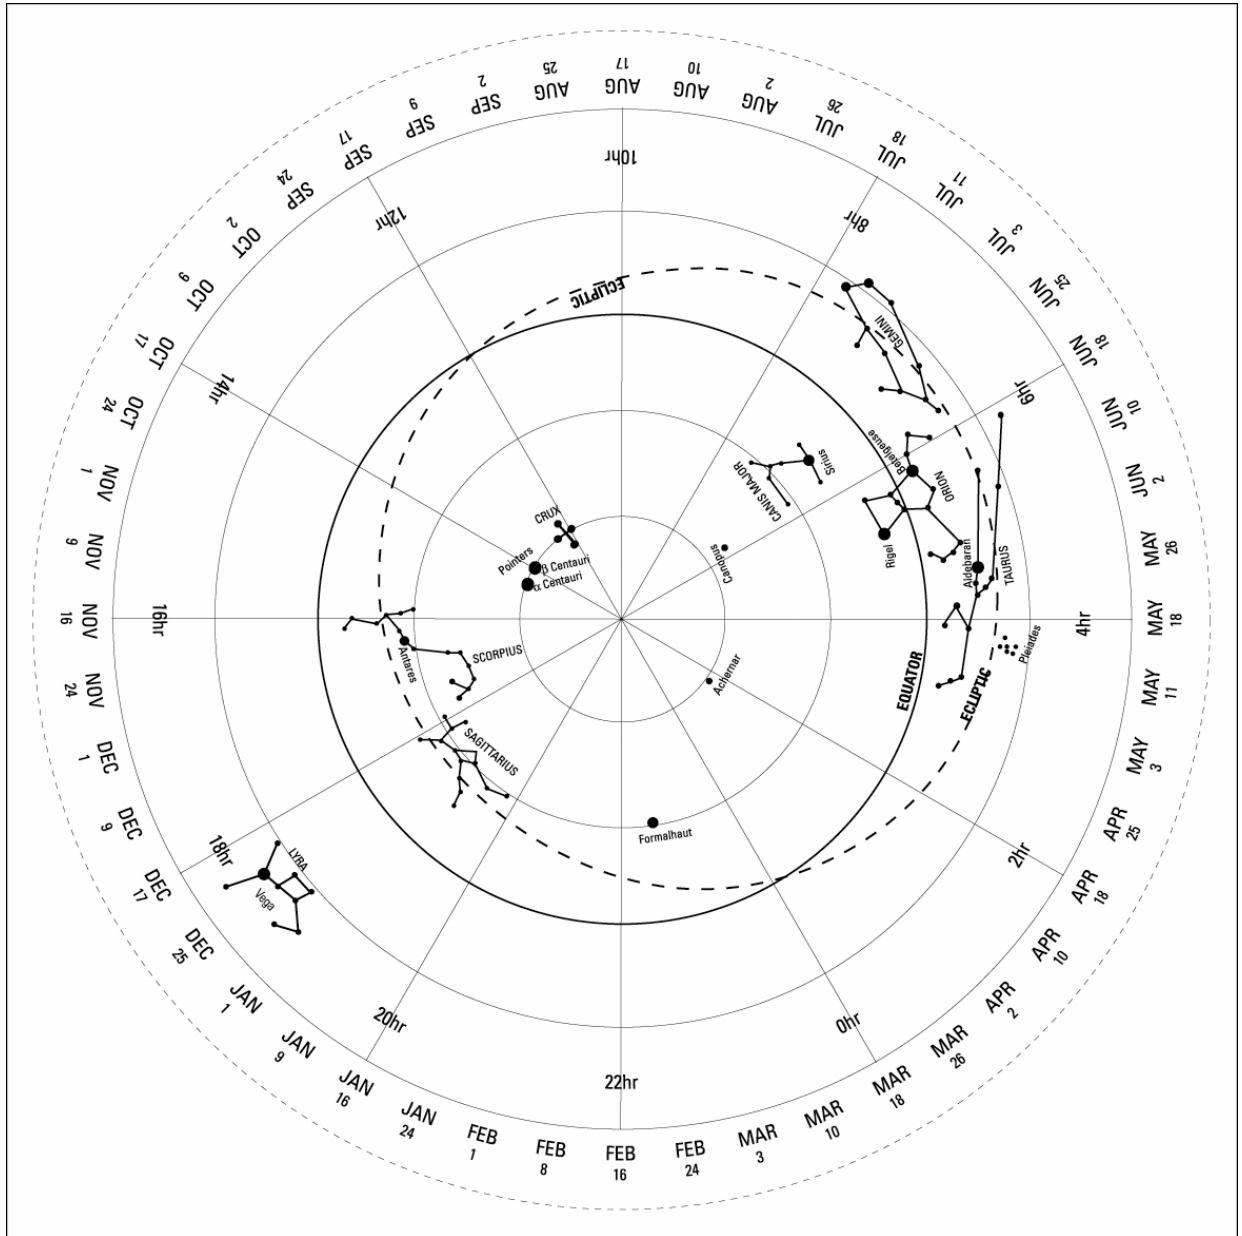 AUG
17
AUG
10
AUG
2
JUL
26
JUL
18
JUL
11
JUL
3
JUN
25
JUN
18
JUN
10
JUN
2
MAY
26
MAY
18
MAY
11
MAY
3
APR
25
APR
18
APR
10
APR
2
MAR
26
MAR
18
MAR
10
MAR
3
FEB
24
FEB
16
FEB
8
FEB
1
JAN
24
JAN
16
JAN
9
JAN
1
DEC
25
DEC
17
DEC
9
DEC
1
NOV
24
NOV
16
NOV
9
NOV
1
OCT
24
OCT
17
OCT
9
OCT
2
SEP
24
SEP
17
SEP
9
SEP
2
AUG
25
10hr
8hr
6hr
4hr
2hr
0hr
22hr
20hr
18hr
16hr
14hr
12hr
ECLIPTIC
GEMINI
Betelgeuse
ORION
Rigel
Sirius
CANIS MAJOR
Canopus
CRUX
Pointers
β Centauri
α Centauri
Aldebaran
TAURUS
Pleiades
EQUATOR
ECLIPTIC
Achernar
SCORPIUS
Antares
SAGITTARIUS
Formalhaut
LYRA
Vega